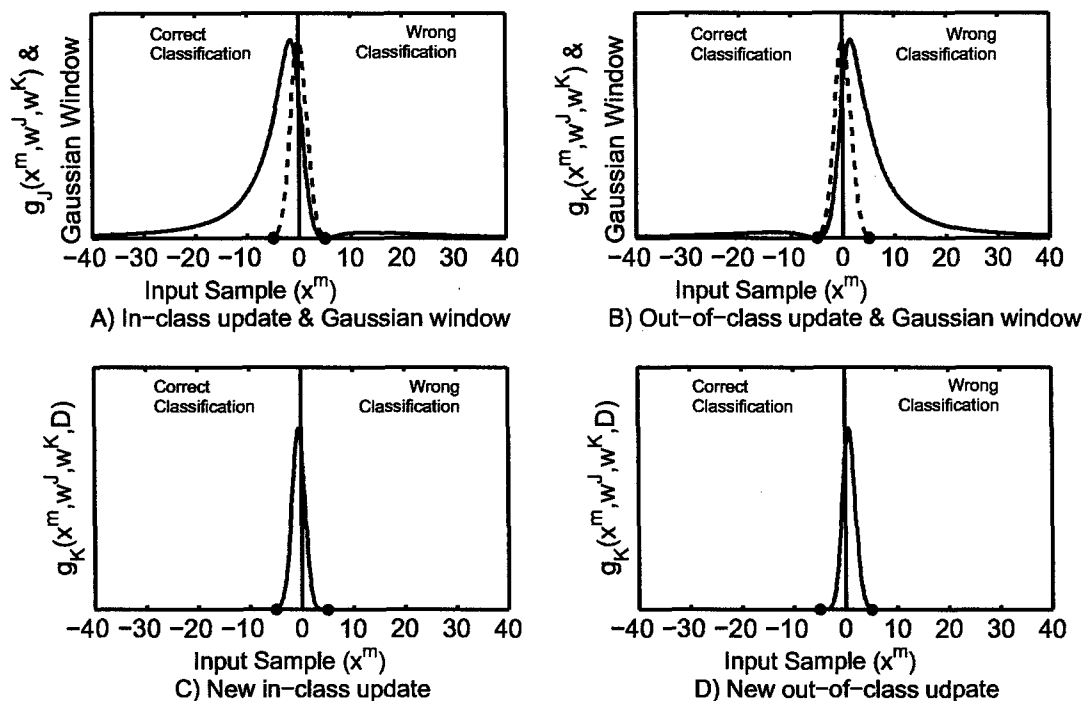 g_J(x^m,w^J,w^K) &
Gaussian Window
Correct
Classification
Wrong
Classification
−40 −30 −20 −10 0 10 20 30 40
Input Sample (x^m)
A) In−class update & Gaussian window
g_K(x^m,w^J,w^K) &
Gaussian Window
Correct
Classification
Wrong
Classification
−40 −30 −20 −10 0 10 20 30 40
Input Sample (x^m)
B) Out−of−class update & Gaussian window
g_K(x^m,w^J,w^K,D)
Correct
Classification
Wrong
Classification
−40 −30 −20 −10 0 10 20 30 40
Input Sample (x^m)
C) New in−class update
g_K(x^m,w^J,w^K,D)
Correct
Classification
Wrong
Classification
−40 −30 −20 −10 0 10 20 30 40
Input Sample (x^m)
D) New out−of−class udpate